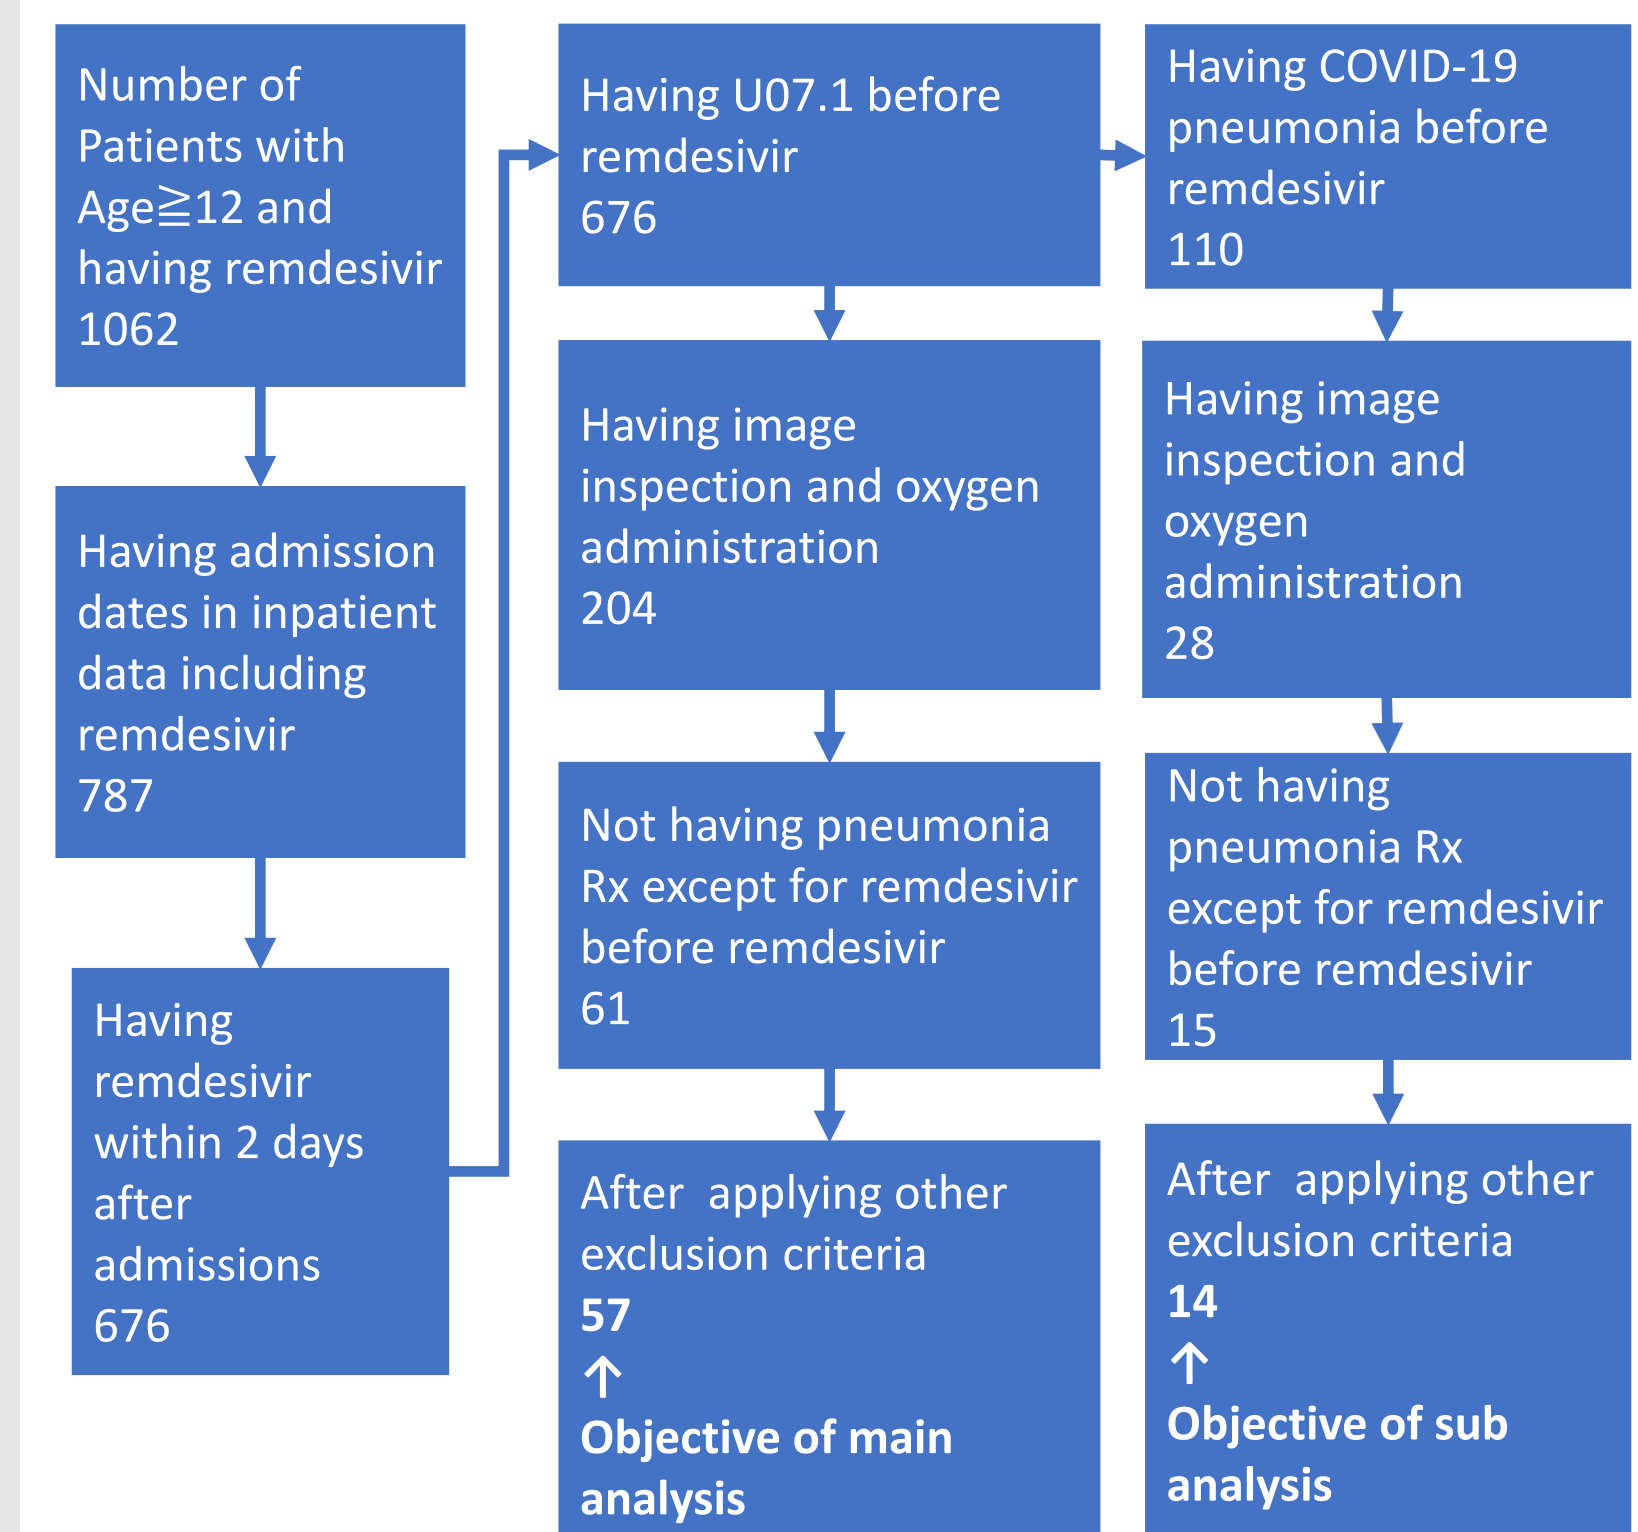 Number of
Patients with
Age≧12 and
having remdesivir
1062
Having admission
dates in inpatient
data including
remdesivir
787
Having
remdesivir
within 2 days
after
admissions
676
Having U07.1 before
remdesivir
676
Having image
inspection and oxygen
administration
204
Not having pneumonia
Rx except for remdesivir
before remdesivir
61
After  applying other
exclusion criteria
57
↑
Objective of main
analysis
Having COVID-19
pneumonia before
remdesivir
110
Having image
inspection and
oxygen
administration
28
Not having
pneumonia Rx
except for remdesivir
before remdesivir
15
After  applying other
exclusion criteria
14
↑
Objective of sub
analysis